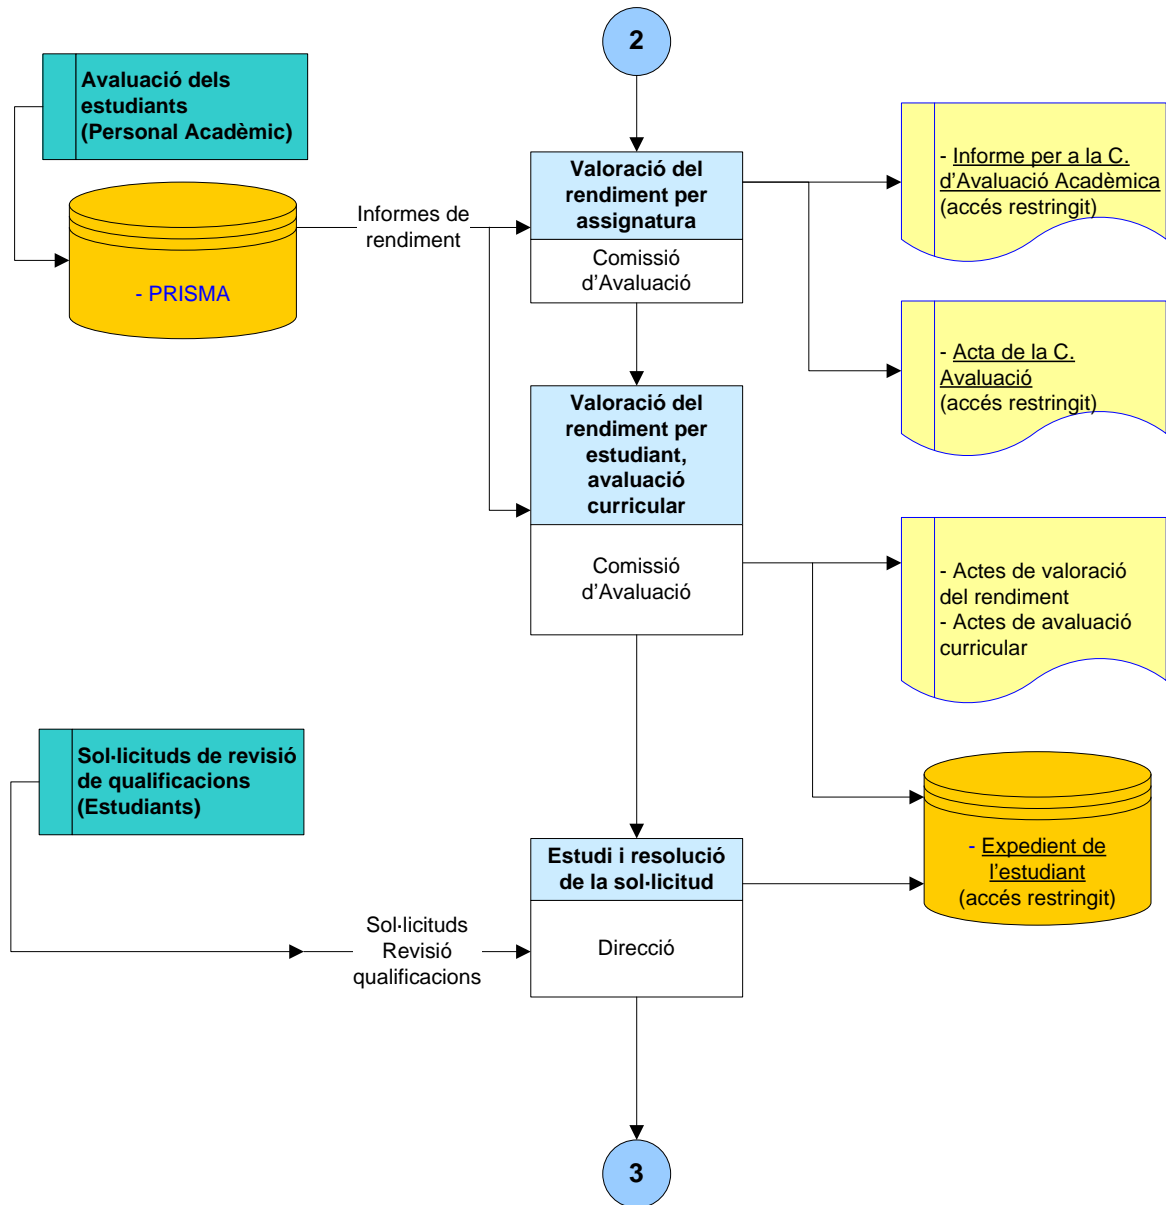 2
Avaluació dels
estudiants
(Personal Acadèmic)
- PRISMA
Informes de
rendiment
Valoració del
rendiment per
assignatura
Comissió
d’Avaluació
- Informe per a la C.
d’Avaluació Acadèmica
(accés restringit)
- Acta de la C.
Avaluació
(accés restringit)
Valoració del
rendiment per
estudiant,
avaluació
curricular
Comissió
d’Avaluació
- Actes de valoració
del rendiment
- Actes de avaluació
curricular
Sol·licituds de revisió
de qualificacions
(Estudiants)
- Expedient de
l’estudiant
(accés restringit)
Estudi i resolució
de la sol·licitud
Direcció
Sol·licituds
Revisió
qualificacions
3